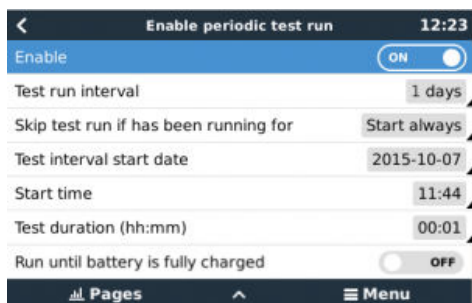 Enable periodic test run 12:23
Enable ON
Test run interval 1 days
Skip test run if has been running for Start always
Test interval start date 2015-10-07
Start time 11:44
Test duration (hh:mm) 00:01
Run until battery is fully charged OFF
Pages Menu